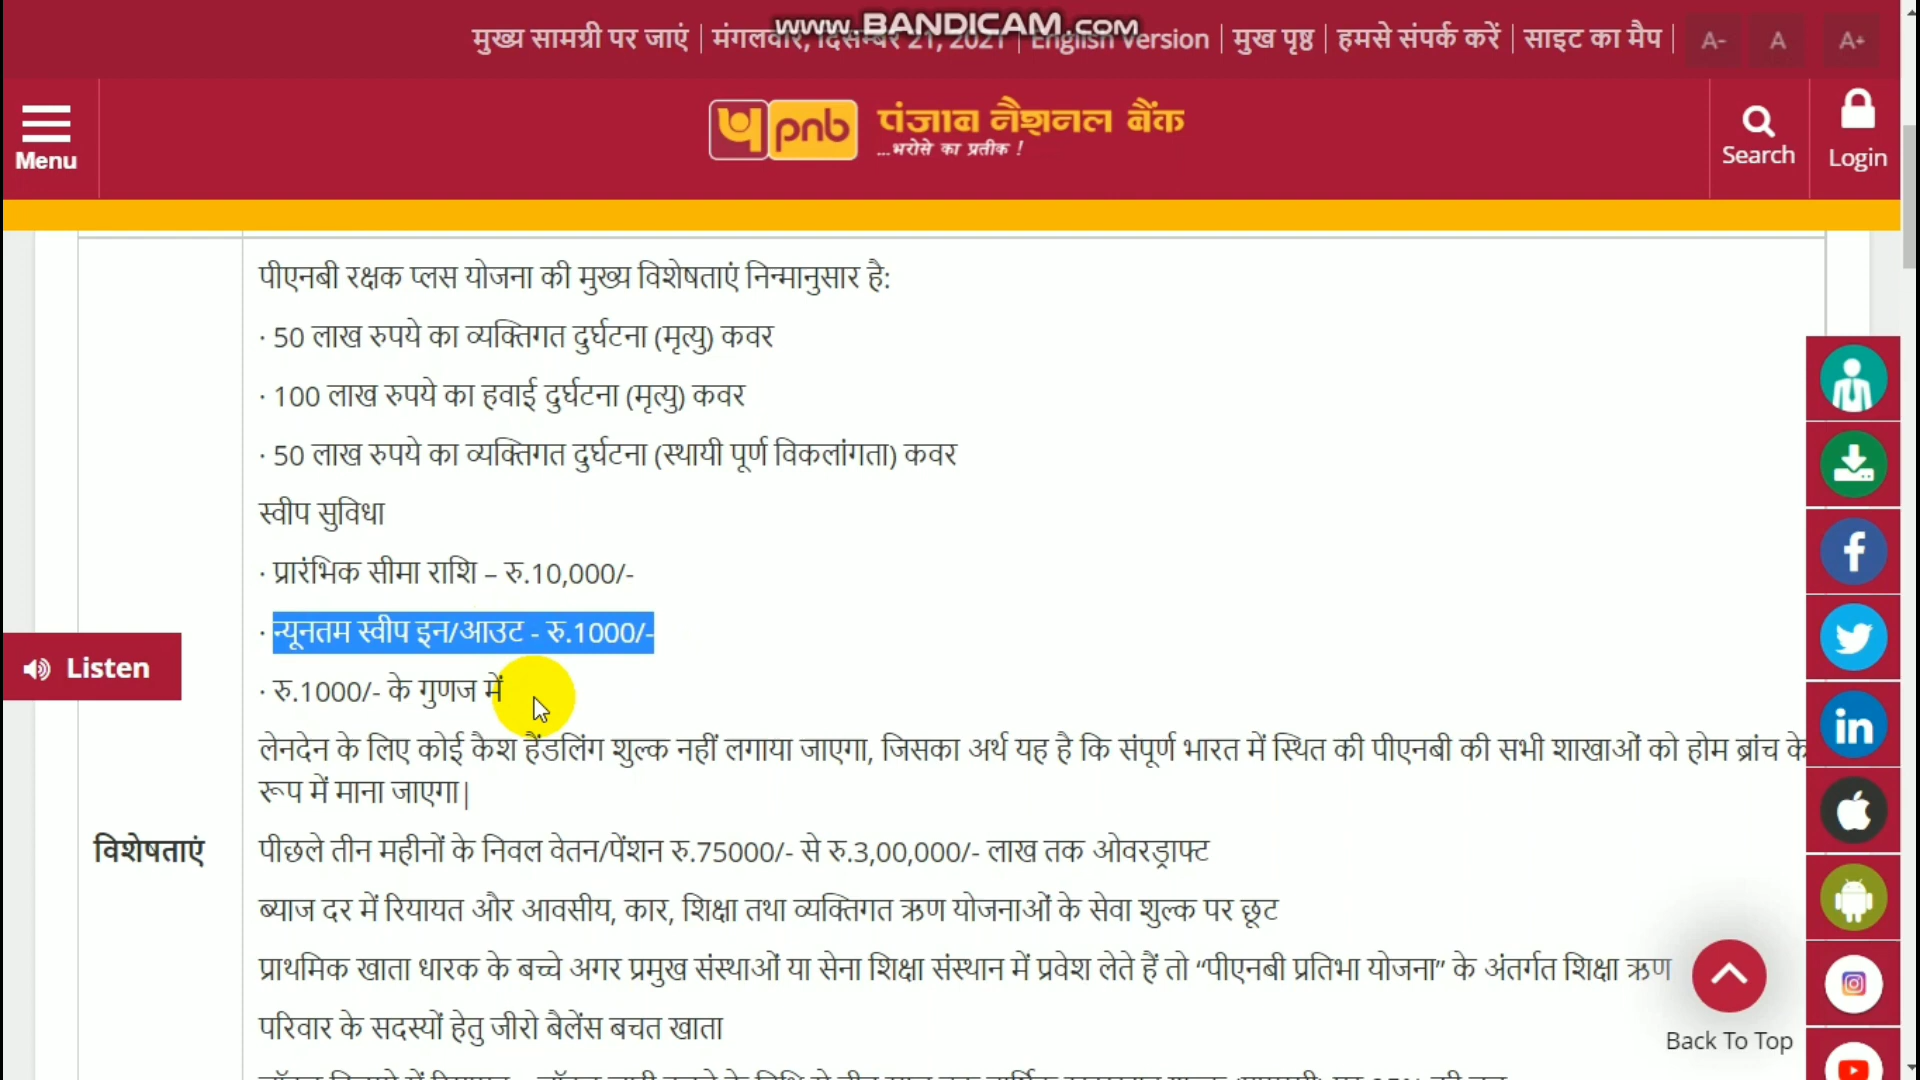 www.BANDICAM.COM
मुख्य सामग्री पर जाएं | मंगलवार, दिसम्बर 21, 2021 | English Version | मुख पृष्ठ | हमसे संपर्क करें | साइट का मैप | A- A A+
Menu
pnb पंजाब नैशनल बैंक
...भरोसे का प्रतीक !
Search
Login
पीएनबी रक्षक प्लस योजना की मुख्य विशेषताएं निन्मानुसार है:
· 50 लाख रुपये का व्यक्तिगत दुर्घटना (मृत्यु) कवर
· 100 लाख रुपये का हवाई दुर्घटना (मृत्यु) कवर
· 50 लाख रुपये का व्यक्तिगत दुर्घटना (स्थायी पूर्ण विकलांगता) कवर
स्वीप सुविधा
· प्रारंभिक सीमा राशि – रु.10,000/-
· न्यूनतम स्वीप इन/आउट - रु.1000/-
Listen
· रु.1000/- के गुणज में
लेनदेन के लिए कोई कैश हैंडलिंग शुल्क नहीं लगाया जाएगा, जिसका अर्थ यह है कि संपूर्ण भारत में स्थित की पीएनबी की सभी शाखाओं को होम ब्रांच के
रूप में माना जाएगा|
विशेषताएं
पीछले तीन महीनों के निवल वेतन/पेंशन रु.75000/- से रु.3,00,000/- लाख तक ओवरड्राफ्ट
ब्याज दर में रियायत और आवसीय, कार, शिक्षा तथा व्यक्तिगत ऋण योजनाओं के सेवा शुल्क पर छूट
प्राथमिक खाता धारक के बच्चे अगर प्रमुख संस्थाओं या सेना शिक्षा संस्थान में प्रवेश लेते हैं तो “पीएनबी प्रतिभा योजना” के अंतर्गत शिक्षा ऋण
परिवार के सदस्यों हेतु जीरो बैलेंस बचत खाता
Back To Top